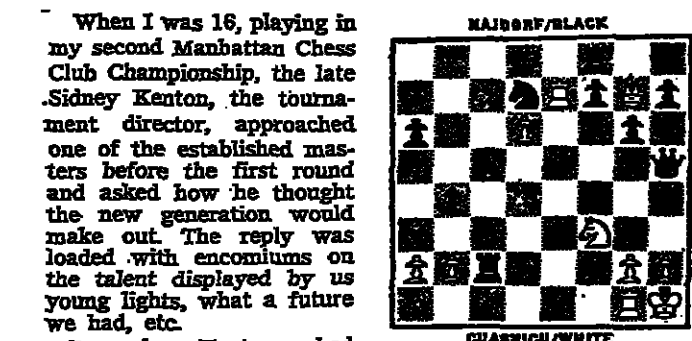 When I was 16, playing in
my second Manhattan Chess
Club Championship, the late
.Sidney Kenton, the tourna-
ment director, approached
one of the established mas-
ters before the first round
and asked how he thought
the new generation would
make out. The reply was
loaded with encomiums on
the talent displayed by us
young lights, what a future
we had, etc.
NAJDORF/BLACK